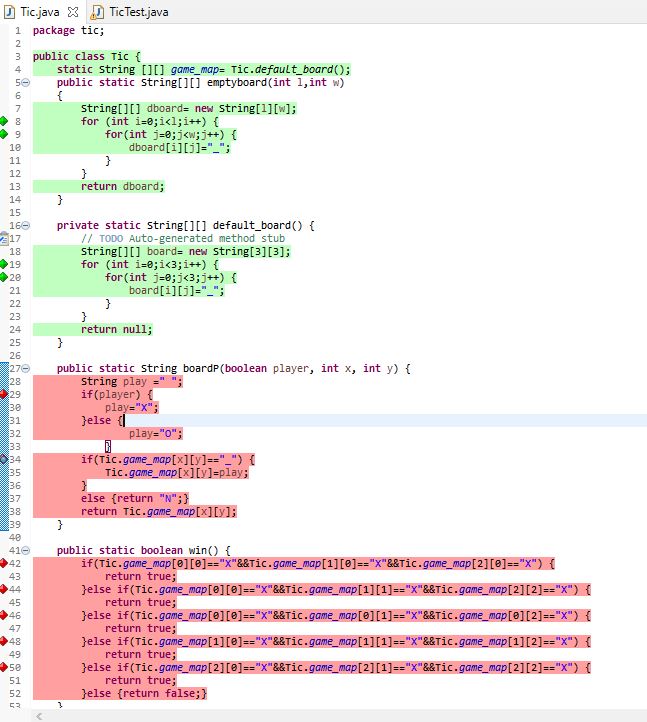 Tic.java TicTest.java
1 package tic;
2
3 public class Tic {
4     static String [][] game_map= Tic.default_board();
5     public static String[][] emptyboard(int l,int w)
6     {
7         String[][] dboard= new String[l][w];
8         for (int i=0;i<l;i++) {
9             for(int j=0;j<w;j++) {
10                 dboard[i][j]="_";
11             }
12         }
13         return dboard;
14     }
15
16     private static String[][] default_board() {
17         // TODO Auto-generated method stub
18         String[][] board= new String[3][3];
19         for (int i=0;i<3;i++) {
20             for(int j=0;j<3;j++) {
21                 board[i][j]="_";
22             }
23         }
24         return null;
25     }
26
27     public static String boardP(boolean player, int x, int y) {
28         String play =" ";
29         if(player) {
30             play="X";
31         }else {
32                 play="O";
33             }
34         if(Tic.game_map[x][y]=="_") {
35             Tic.game_map[x][y]=play;
36         }
37         else {return "N";}
38         return Tic.game_map[x][y];
39     }
40
41     public static boolean win() {
42         if(Tic.game_map[0][0]=="X"&&Tic.game_map[1][0]=="X"&&Tic.game_map[2][0]=="X") {
43             return true;
44         }else if(Tic.game_map[0][0]=="X"&&Tic.game_map[1][1]=="X"&&Tic.game_map[2][2]=="X") {
45             return true;
46         }else if(Tic.game_map[0][0]=="X"&&Tic.game_map[0][1]=="X"&&Tic.game_map[0][2]=="X") {
47             return true;
48         }else if(Tic.game_map[1][0]=="X"&&Tic.game_map[1][1]=="X"&&Tic.game_map[1][2]=="X") {
49             return true;
50         }else if(Tic.game_map[2][0]=="X"&&Tic.game_map[2][1]=="X"&&Tic.game_map[2][2]=="X") {
51             return true;
52         }else {return false;}
53     }